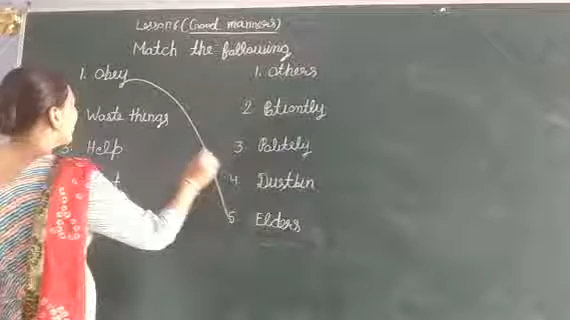 Lesson 6 (Good manners)
Match the following
1. Obey 1. Others
Waste things 2. Patiently
3. Help 3. Politely
4. Dustbin
5. Elders